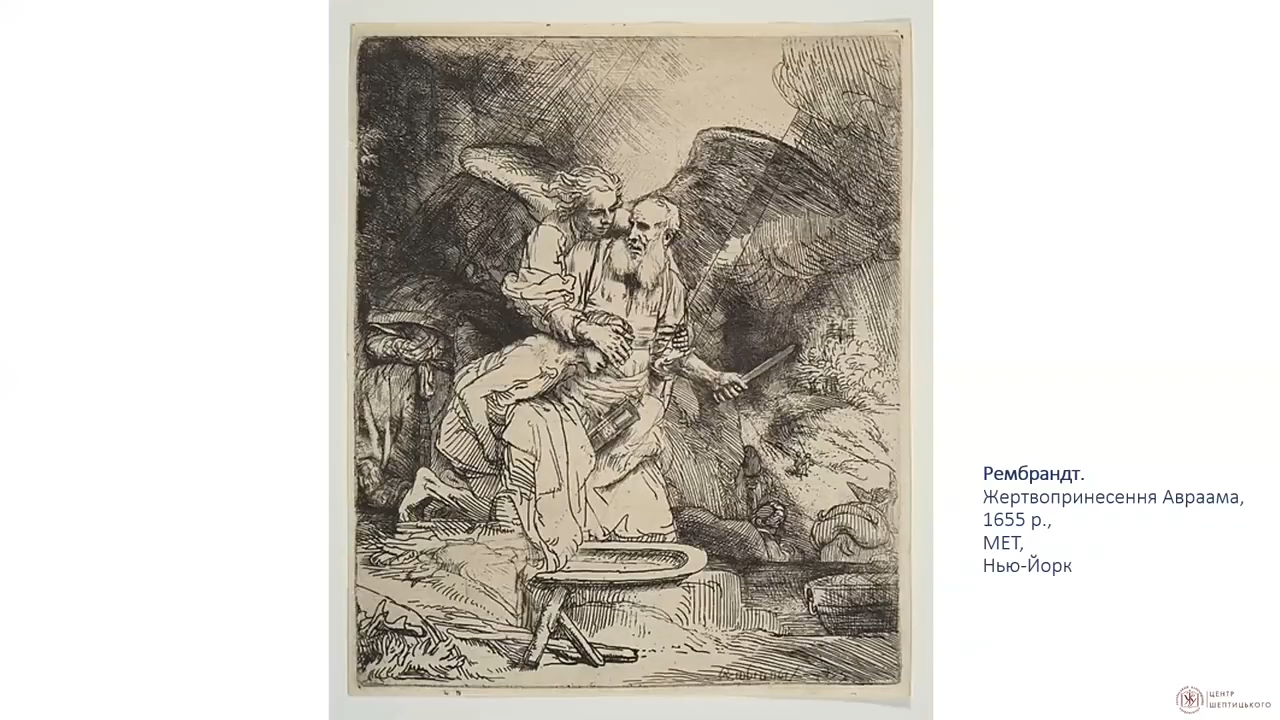 Рембрандт.
Жертвопринесення Авраама,
1655 р.,
МЕТ,
Нью-Йорк
ЦЕНТР
ШЕПТИЦЬКОГО